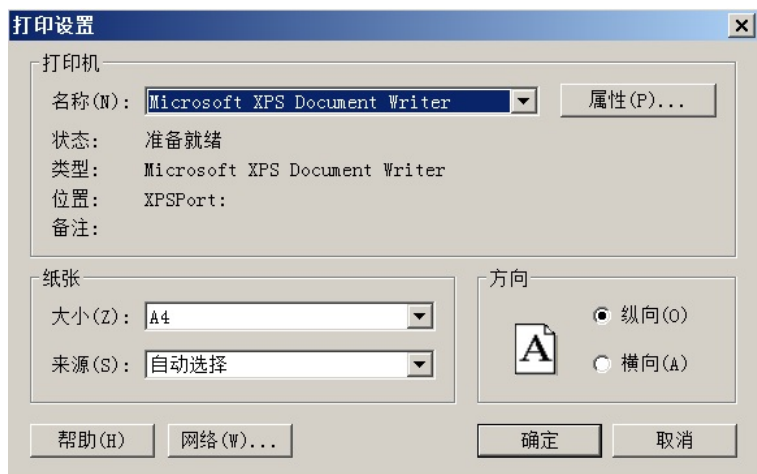 打印设置
打印机
名称(N): Microsoft XPS Document Writer 属性(P)...
状态: 准备就绪
类型: Microsoft XPS Document Writer
位置: XPSPort:
备注:
纸张
大小(Z): A4
来源(S): 自动选择
方向
A
纵向(O)
横向(A)
帮助(H) 网络(W)... 确定 取消